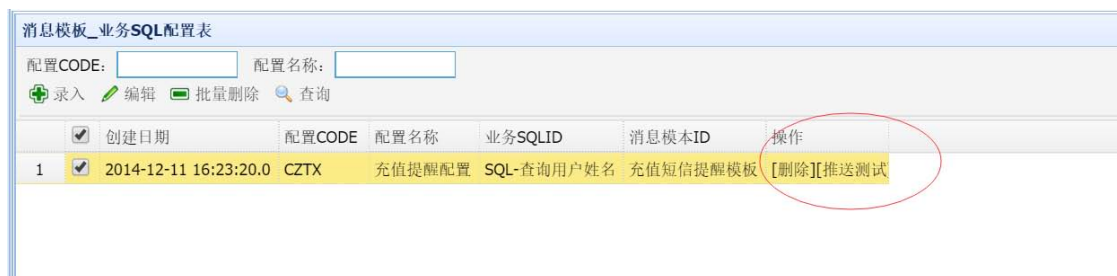 消息模板_业务SQL配置表
配置CODE: 配置名称:
录入 编辑 批量删除 查询
创建日期 配置CODE 配置名称 业务SQLID 消息模本ID 操作
1 2014-12-11 16:23:20.0 CZTX 充值提醒配置 SQL-查询用户姓名 充值短信提醒模板 [删除][推送测试